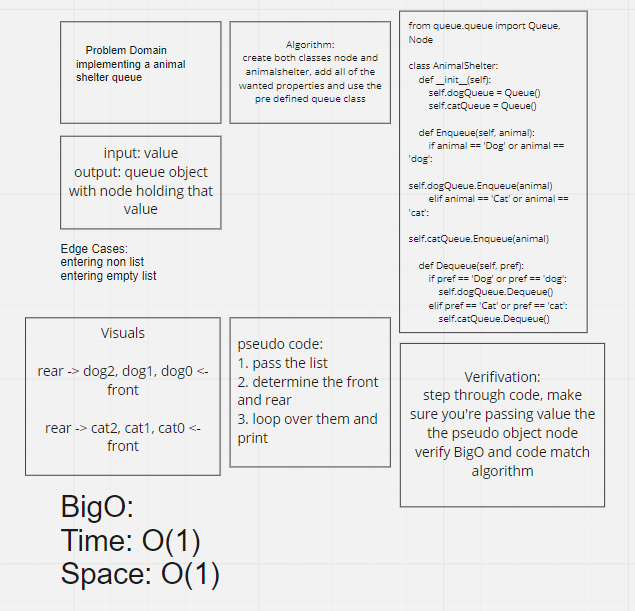 Problem Domain
implementing a animal
shelter queue
Algorithm:
create both classes node and
animalshelter, add all of the
wanted properties and use the
pre defined queue class
from queue.queue import Queue,
Node
class AnimalShelter:
def __init__(self):
self.dogQueue = Queue()
self.catQueue = Queue()
def Enqueue(self, animal):
if animal == 'Dog' or animal ==
'dog':
self.dogQueue.Enqueue(animal)
elif animal == 'Cat' or animal ==
'cat':
self.catQueue.Enqueue(animal)
def Dequeue(self, pref):
if pref == 'Dog' or pref == 'dog':
self.dogQueue.Dequeue()
elif pref == 'Cat' or pref == 'cat':
self.catQueue.Dequeue()
input: value
output: queue object
with node holding that
value
Edge Cases:
entering non list
entering empty list
Visuals
rear -> dog2, dog1, dog0 <-
front
rear -> cat2, cat1, cat0 <-
front
pseudo code:
1. pass the list
2. determine the front
and rear
3. loop over them and
print
Verifivation:
step through code, make
sure you're passing value the
the pseudo object node
verify BigO and code match
algorithm
BigO:
Time: O(1)
Space: O(1)